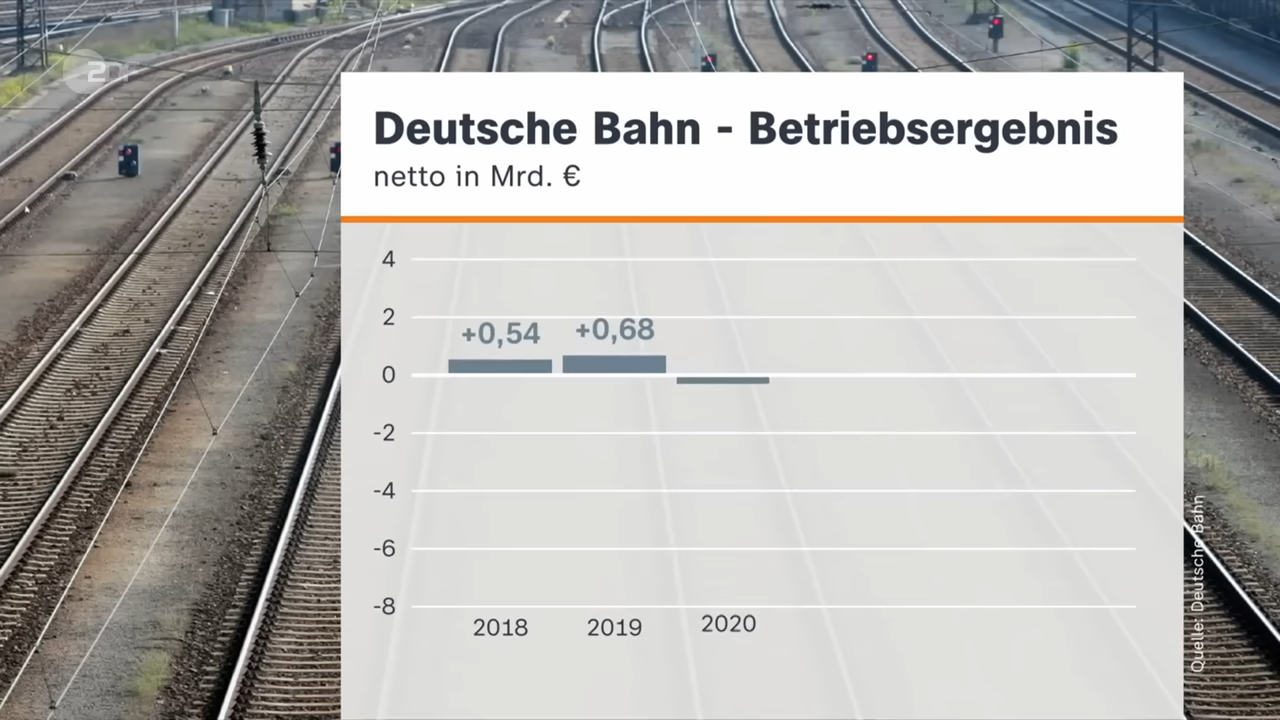 Deutsche Bahn - Betriebsergebnis
netto in Mrd. €
4
2
+0,54 +0,68
0
-2
-4
-6
-8
2018 2019 2020
Quelle: Deutsche Bahn